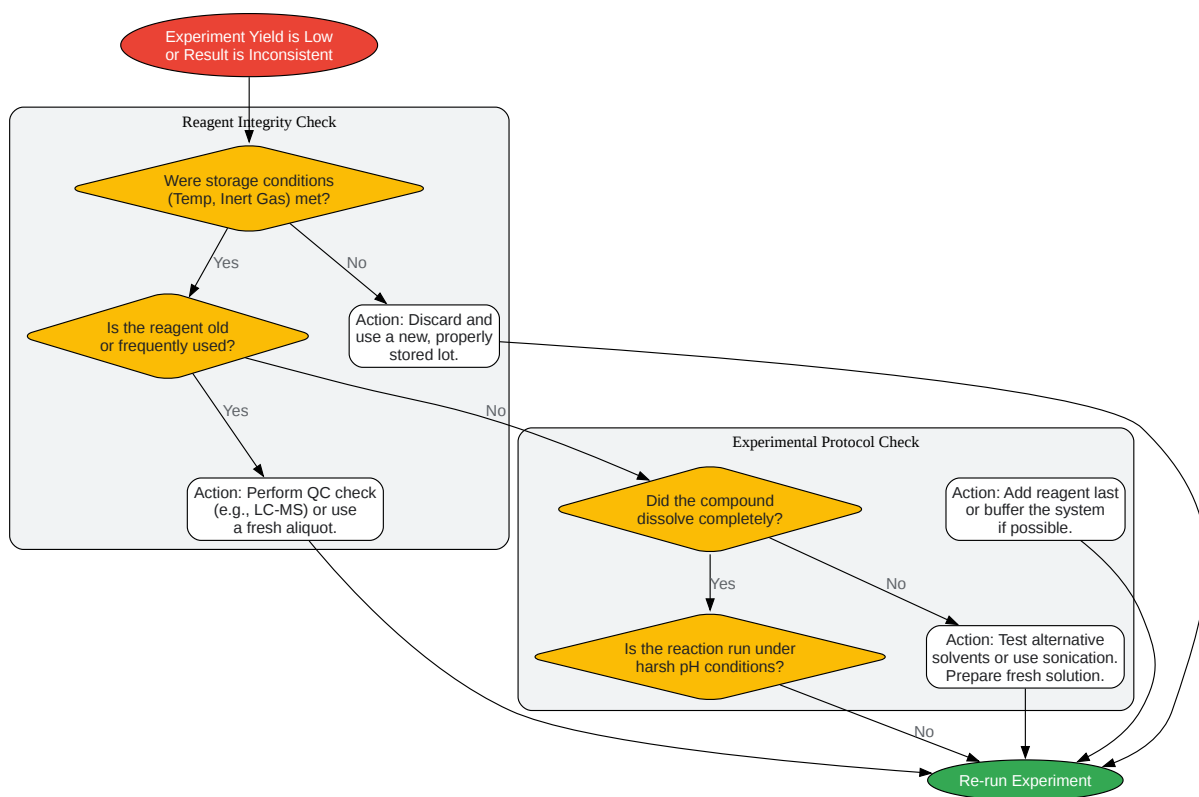 Experiment Yield is Low
or Result is Inconsistent
Reagent Integrity Check
Were storage conditions
(Temp, Inert Gas) met?
Yes
No
Is the reagent old
or frequently used?
Action: Discard and
use a new, properly
stored lot.
Yes
No
Action: Perform QC check
(e.g., LC-MS) or use
a fresh aliquot.
Experimental Protocol Check
Did the compound
dissolve completely?
Action: Add reagent last
or buffer the system
if possible.
Yes
No
Is the reaction run under
harsh pH conditions?
Action: Test alternative
solvents or use sonication.
Prepare fresh solution.
No
Re-run Experiment